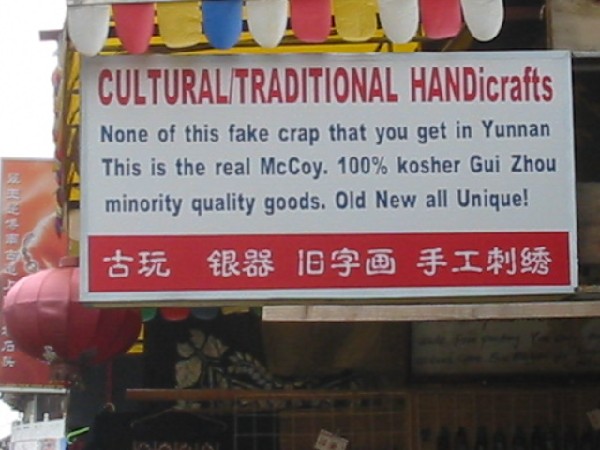 CULTURAL/TRADITIONAL HANDicrafts
None of this fake crap that you get in Yunnan
This is the real McCoy. 100% kosher Gui Zhou
minority quality goods. Old New all Unique!
古玩 银器 旧字画 手工刺绣